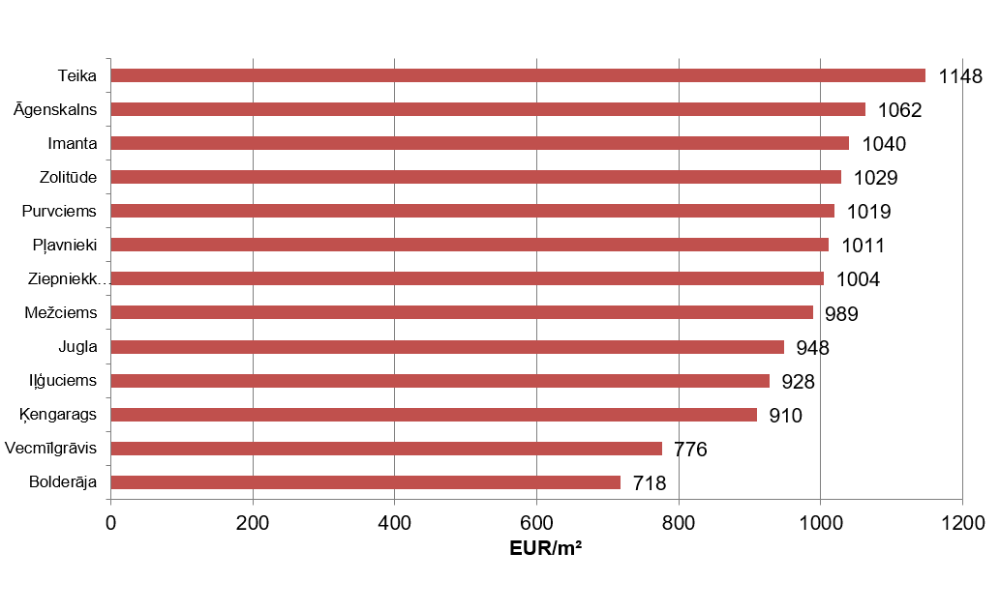 Teika 1148
Āgenskalns 1062
Imanta 1040
Zolitūde 1029
Purvciems 1019
Pļavnieki 1011
Ziepniekk... 1004
Mežciems 989
Jugla 948
Iļģuciems 928
Ķengarags 910
Vecmīlgrāvis 776
Bolderāja 718
0 200 400 600 800 1000 1200
EUR/m²